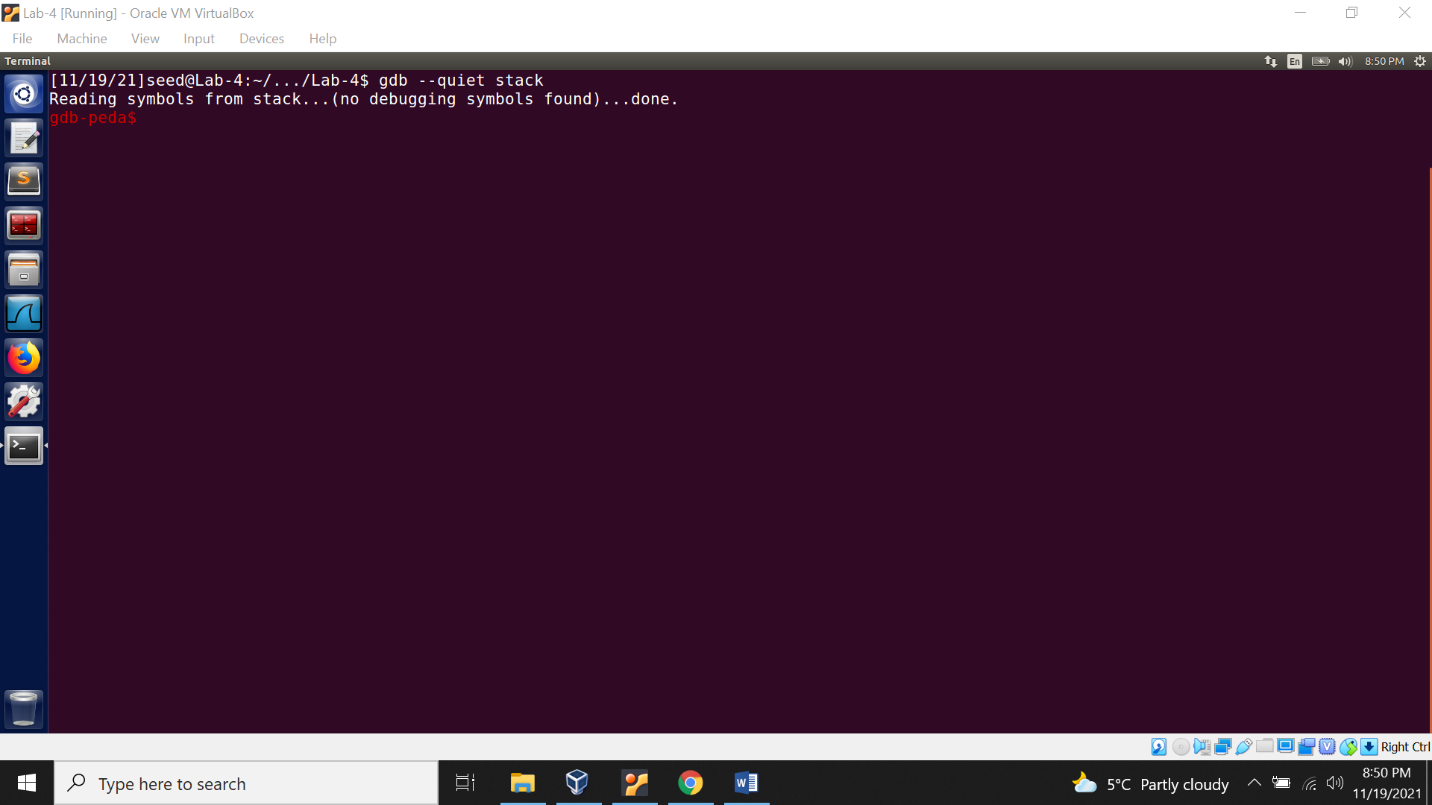 Lab-4 [Running] - Oracle VM VirtualBox
File Machine View Input Devices Help
Terminal En 8:50 PM
[11/19/21]seed@Lab-4:~/.../Lab-4$ gdb --quiet stack
Reading symbols from stack...(no debugging symbols found)...done.
gdb-peda$
Right Ctrl
Type here to search
5°C Partly cloudy
8:50 PM
11/19/2021